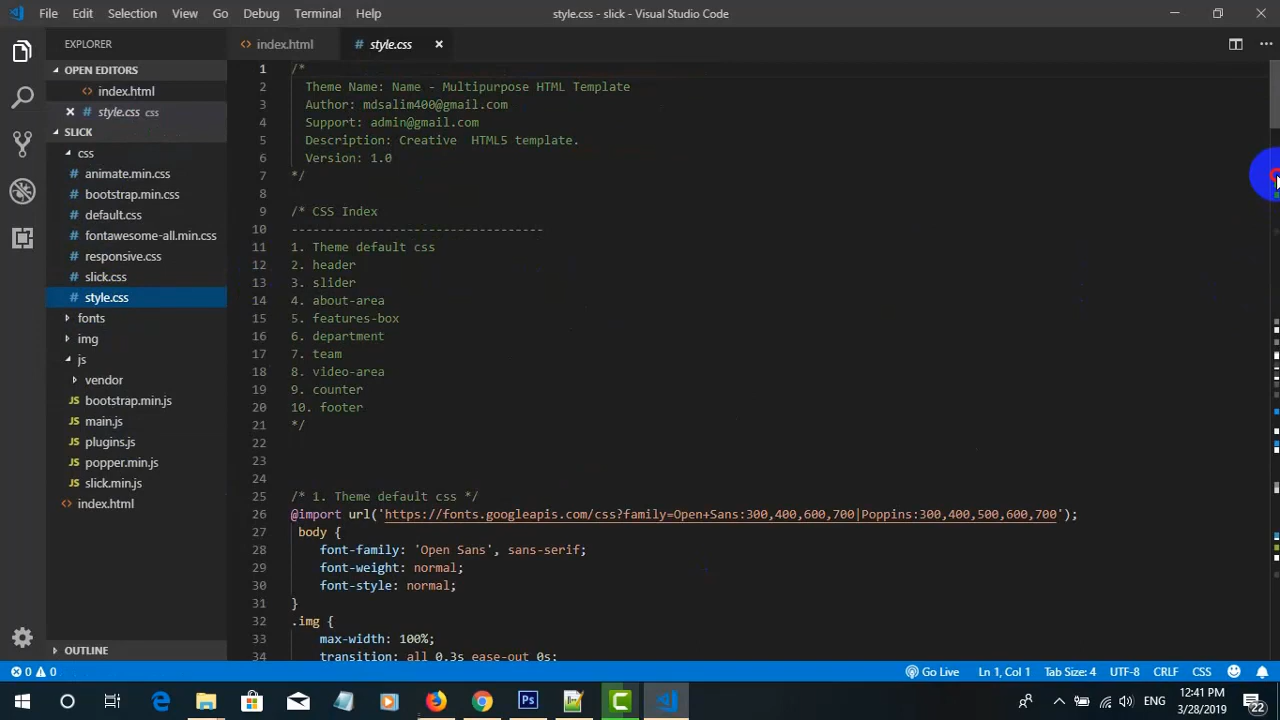 File Edit Selection View Go Debug Terminal Help style.css - slick - Visual Studio Code
EXPLORER
index.html
style.css
OPEN EDITORS
index.html
style.css css
SLICK
css
animate.min.css
bootstrap.min.css
default.css
fontawesome-all.min.css
responsive.css
slick.css
style.css
fonts
img
js
vendor
JS bootstrap.min.js
JS main.js
JS plugins.js
JS popper.min.js
JS slick.min.js
index.html
OUTLINE
1 /*
2 Theme Name: Name - Multipurpose HTML Template
3 Author: mdsalim400@gmail.com
4 Support: admin@gmail.com
5 Description: Creative HTML5 template.
6 Version: 1.0
7 */
8
9 /* CSS Index
10 -----------------------------------
11 1. Theme default css
12 2. header
13 3. slider
14 4. about-area
15 5. features-box
16 6. department
17 7. team
18 8. video-area
19 9. counter
20 10. footer
21 */
22
23
24
25 /* 1. Theme default css */
26 @import url('https://fonts.googleapis.com/css?family=Open+Sans:300,400,600,700|Poppins:300,400,500,600,700');
27 body {
28 font-family: 'Open Sans', sans-serif;
29 font-weight: normal;
30 font-style: normal;
31 }
32 .img {
33 max-width: 100%;
34 transition: all 0.3s ease-out 0s;
0 0 Go Live Ln 1, Col 1 Tab Size: 4 UTF-8 CRLF CSS
Ps ENG 12:41 PM
3/28/2019 22